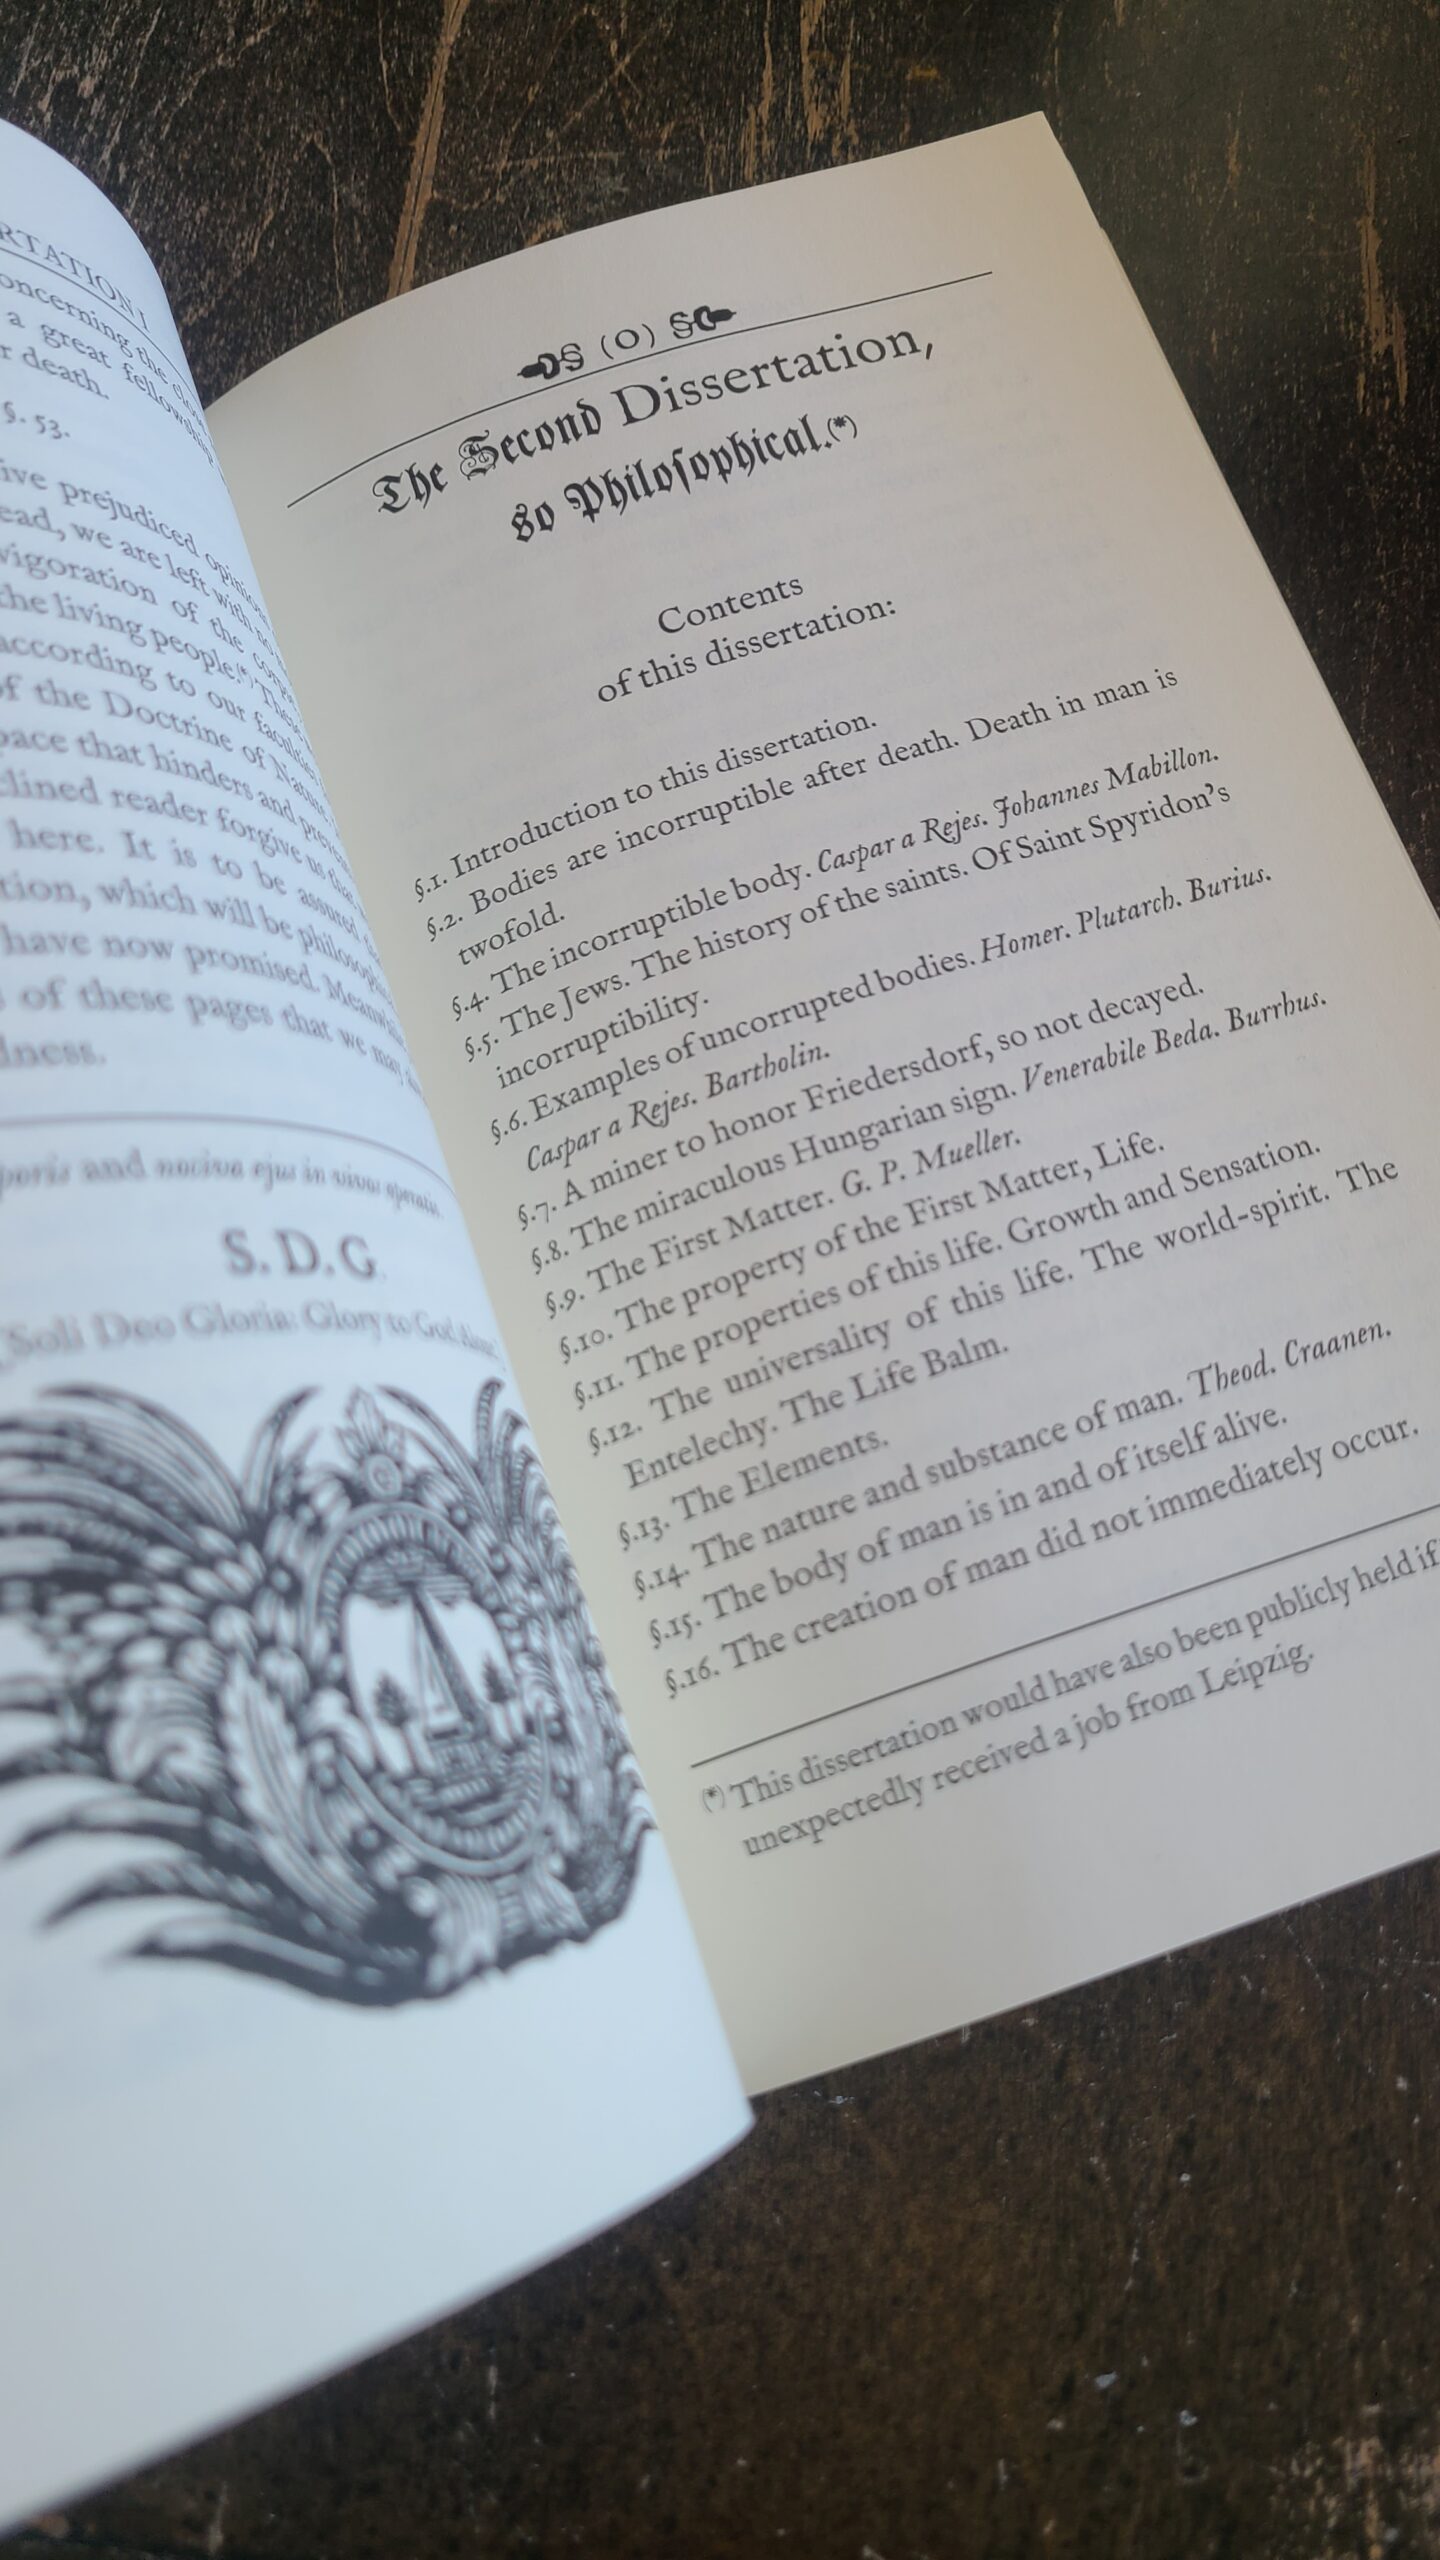 RTATION I
oncerning the
a great fellowship
r death.
§. 53.
ive prejudiced opinions
ead, we are left with no
vigoration of the
the living people.(*)
according to our faculties
of the Doctrine of
pace that hinders and
clined reader forgive us that
here. It is to be assured
tion, which will be
have now promised. Meanwhile
of these pages that we may
dness.
poris and nociva ejus in vivos operatio.
S. D. G.
Soli Deo Gloria: Glory to God Alone
§ (O) §
The Second Dissertation,
so Philoſophical.(*)
Contents
of this dissertation:
§.1. Introduction to this dissertation.
§.2. Bodies are incorruptible after death. Death in man is
twofold.
§.4. The incorruptible body. Caspar a Rejes. Johannes Mabillon.
§.5. The Jews. The history of the saints. Of Saint Spyridon's
incorruptibility.
§.6. Examples of uncorrupted bodies. Homer. Plutarch. Burius.
Caspar a Rejes. Bartholin.
§.7. A miner to honor Friedersdorf, so not decayed.
§.8. The miraculous Hungarian sign. Venerabile Beda. Burrhus.
§.9. The First Matter. G. P. Mueller.
§.10. The property of the First Matter, Life.
§.11. The properties of this life. Growth and Sensation.
§.12. The universality of this life. The world-spirit. The
Entelechy. The Life Balm.
§.13. The Elements.
§.14. The nature and substance of man. Theod. Craanen.
§.15. The body of man is in and of itself alive.
§.16. The creation of man did not immediately occur.
(*) This dissertation would have also been publicly held if
unexpectedly received a job from Leipzig.